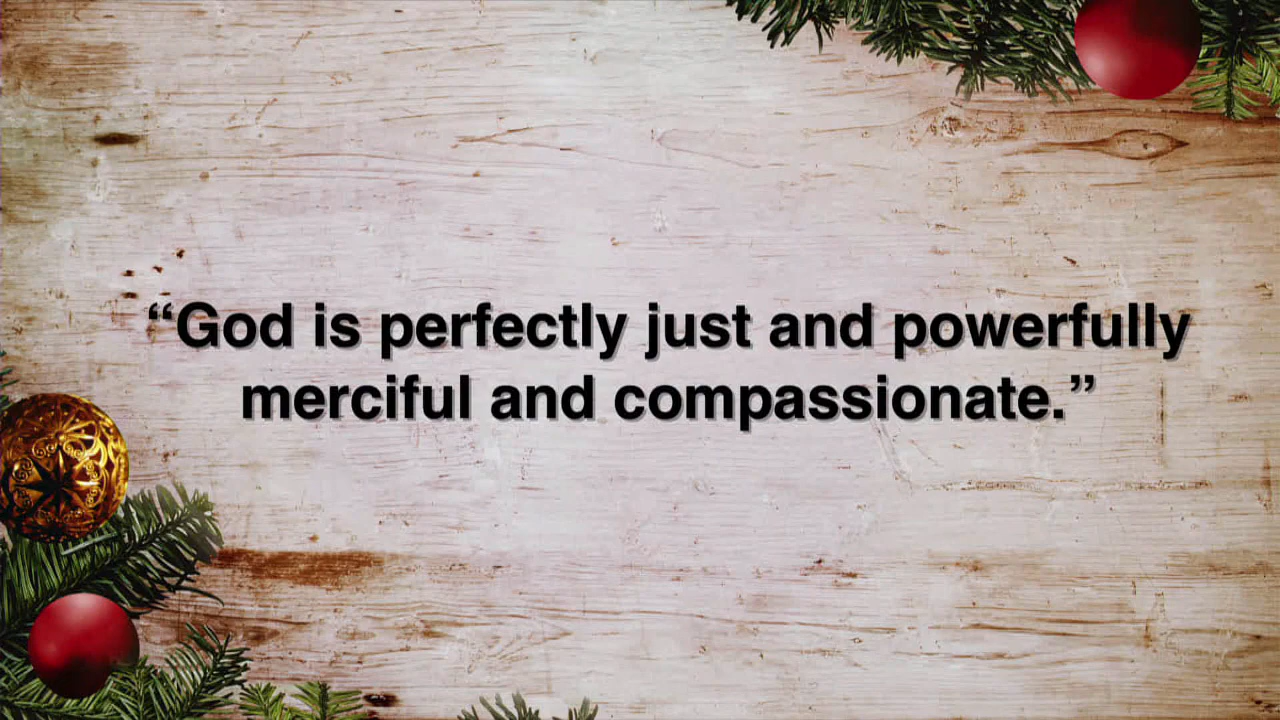 “God is perfectly just and powerfully
merciful and compassionate.”